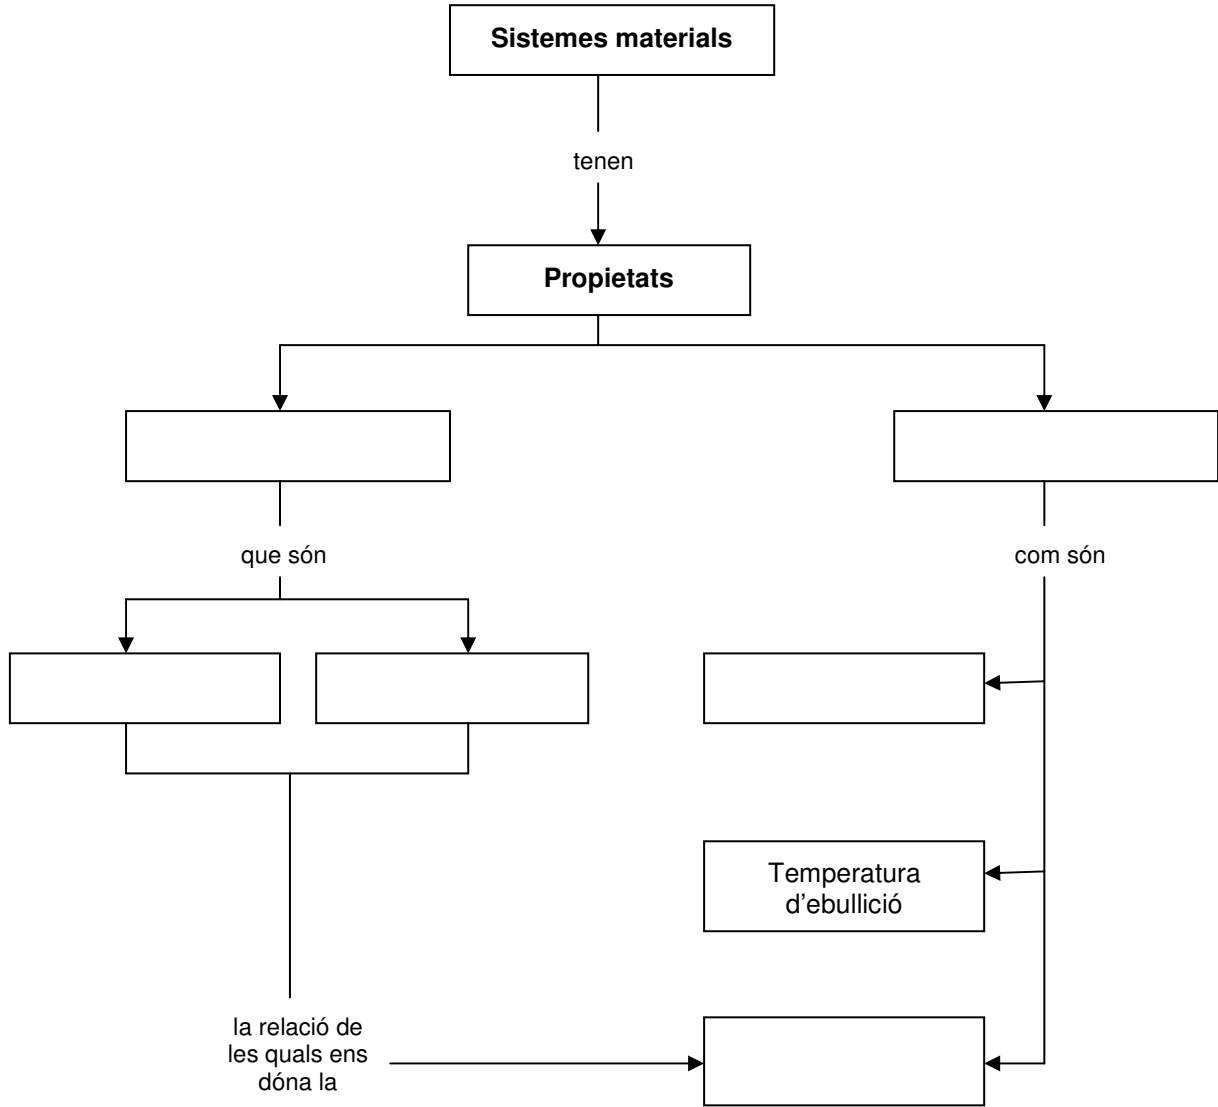 Sistemes materials
tenen
Propietats
que són
com són
Temperatura
d'ebullició
la relació de
les quals ens
dóna la